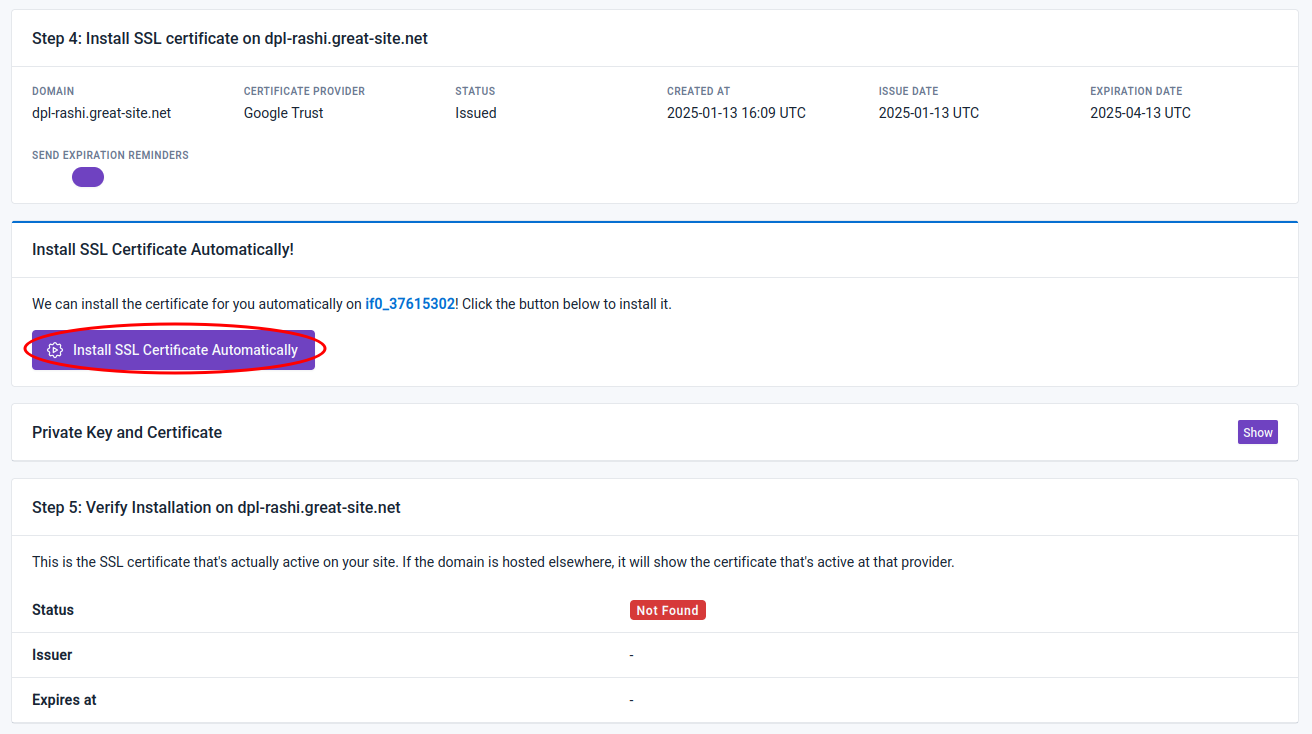 Step 4: Install SSL certificate on dpl-rashi.great-site.net
DOMAIN CERTIFICATE PROVIDER STATUS CREATED AT ISSUE DATE EXPIRATION DATE
dpl-rashi.great-site.net Google Trust Issued 2025-01-13 16:09 UTC 2025-01-13 UTC 2025-04-13 UTC
SEND EXPIRATION REMINDERS
Install SSL Certificate Automatically!
We can install the certificate for you automatically on if0_37615302! Click the button below to install it.
Install SSL Certificate Automatically
Private Key and Certificate Show
Step 5: Verify Installation on dpl-rashi.great-site.net
This is the SSL certificate that's actually active on your site. If the domain is hosted elsewhere, it will show the certificate that's active at that provider.
Status Not Found
Issuer -
Expires at -